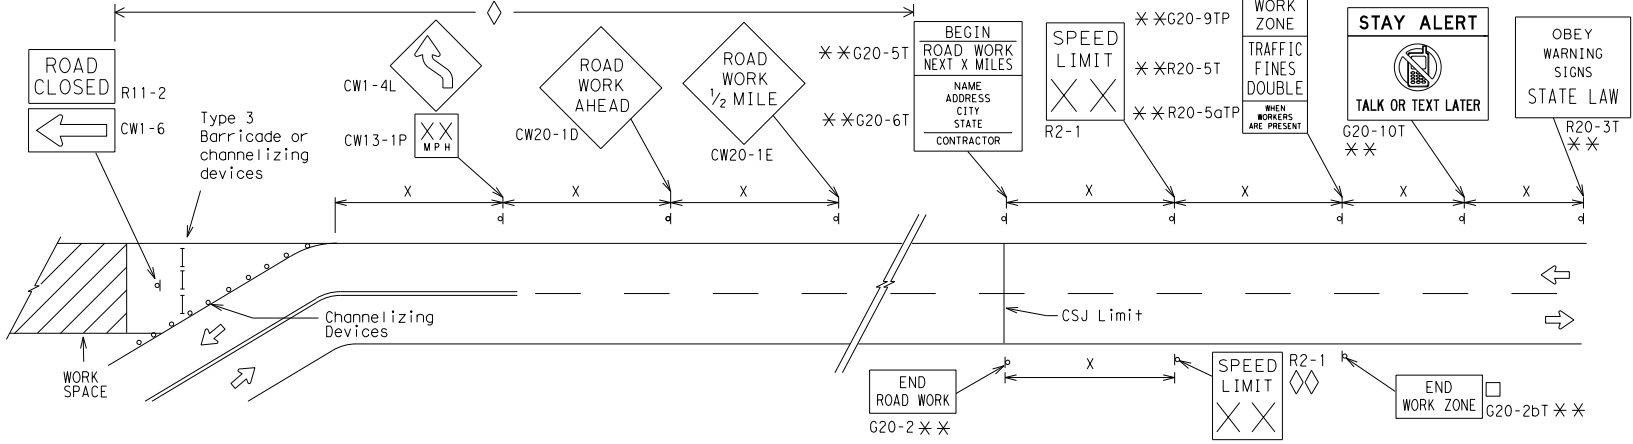 ROAD
CLOSED
R11-2
CW1-6
Type 3
Barricade or
channelizing
devices
CW1-4L
CW13-1P
XX
MPH
ROAD
WORK
AHEAD
CW20-1D
ROAD
WORK
1/2 MILE
CW20-1E
**G20-5T
**G20-6T
BEGIN
ROAD WORK
NEXT X MILES
NAME
ADDRESS
CITY
STATE
CONTRACTOR
SPEED
LIMIT
XX
R2-1
**G20-9TP
**R20-5T
**R20-5aTP
WORK
ZONE
TRAFFIC
FINES
DOUBLE
WHEN
WORKERS
ARE PRESENT
STAY ALERT
TALK OR TEXT LATER
G20-10T
**
OBEY
WARNING
SIGNS
STATE LAW
R20-3T
**
X
X
X
X
X
X
X
Channelizing
Devices
CSJ Limit
WORK
SPACE
END
ROAD WORK
G20-2**
X
SPEED
LIMIT
XX
R2-1
END
WORK ZONE
G20-2bT**